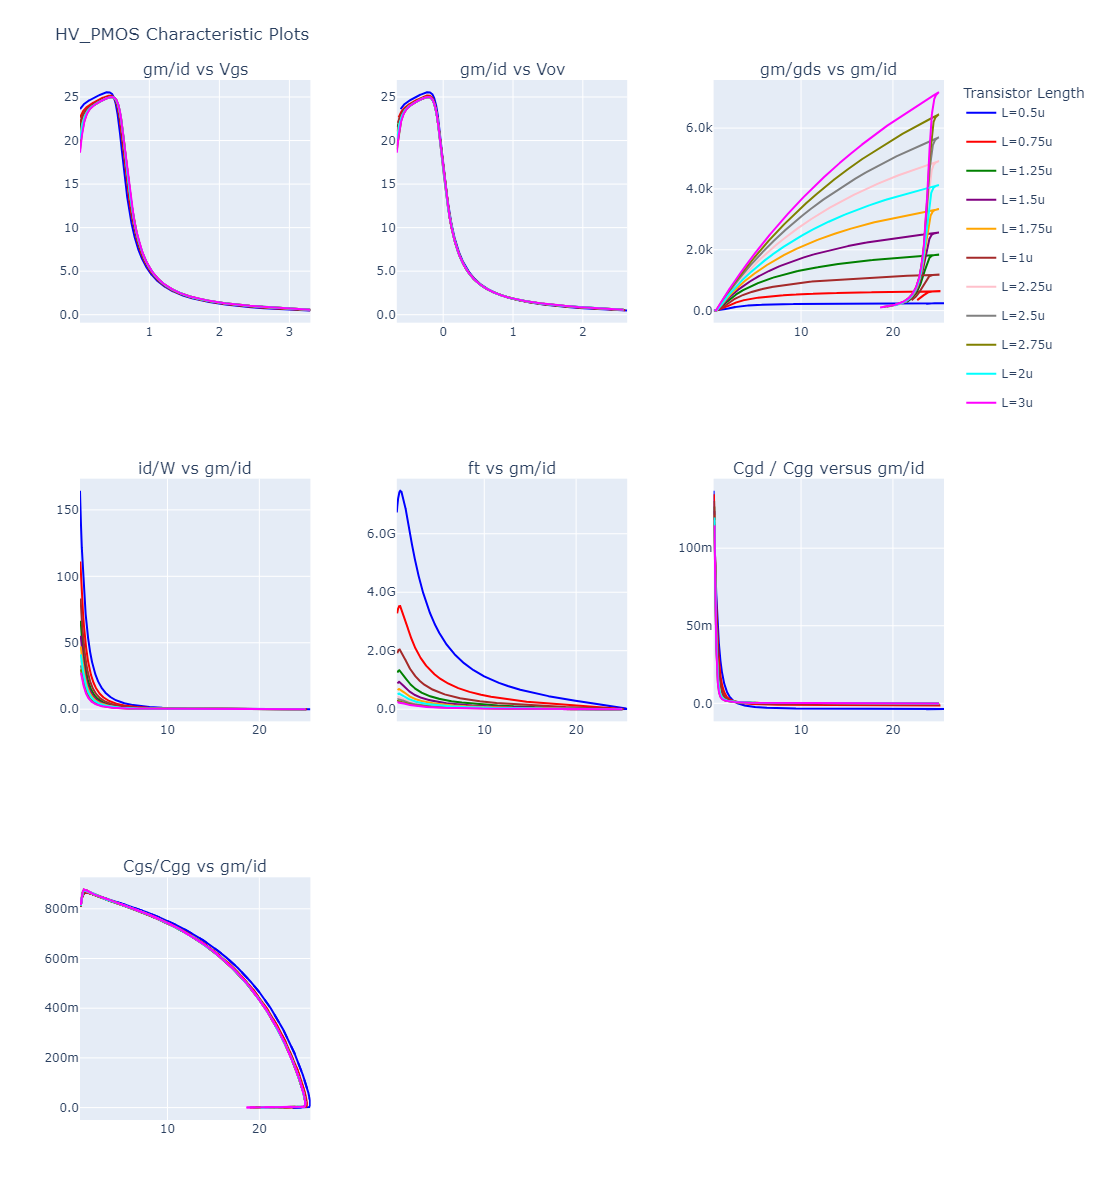 HV_PMOS Characteristic Plots
gm/id vs Vgs
gm/id vs Vov
gm/gds vs gm/id
25
20
15
10
5.0
0.0
1
2
3
25
20
15
10
5.0
0.0
0
1
2
6.0k
4.0k
2.0k
0.0
10
20
Transistor Length
L=0.5u
L=0.75u
L=1.25u
L=1.5u
L=1.75u
L=1u
L=2.25u
L=2.5u
L=2.75u
L=2u
L=3u
id/W vs gm/id
ft vs gm/id
Cgd / Cgg versus gm/id
150
100
50
0.0
10
20
6.0G
4.0G
2.0G
0.0
10
20
100m
50m
0.0
10
20
Cgs/Cgg vs gm/id
800m
600m
400m
200m
0.0
10
20